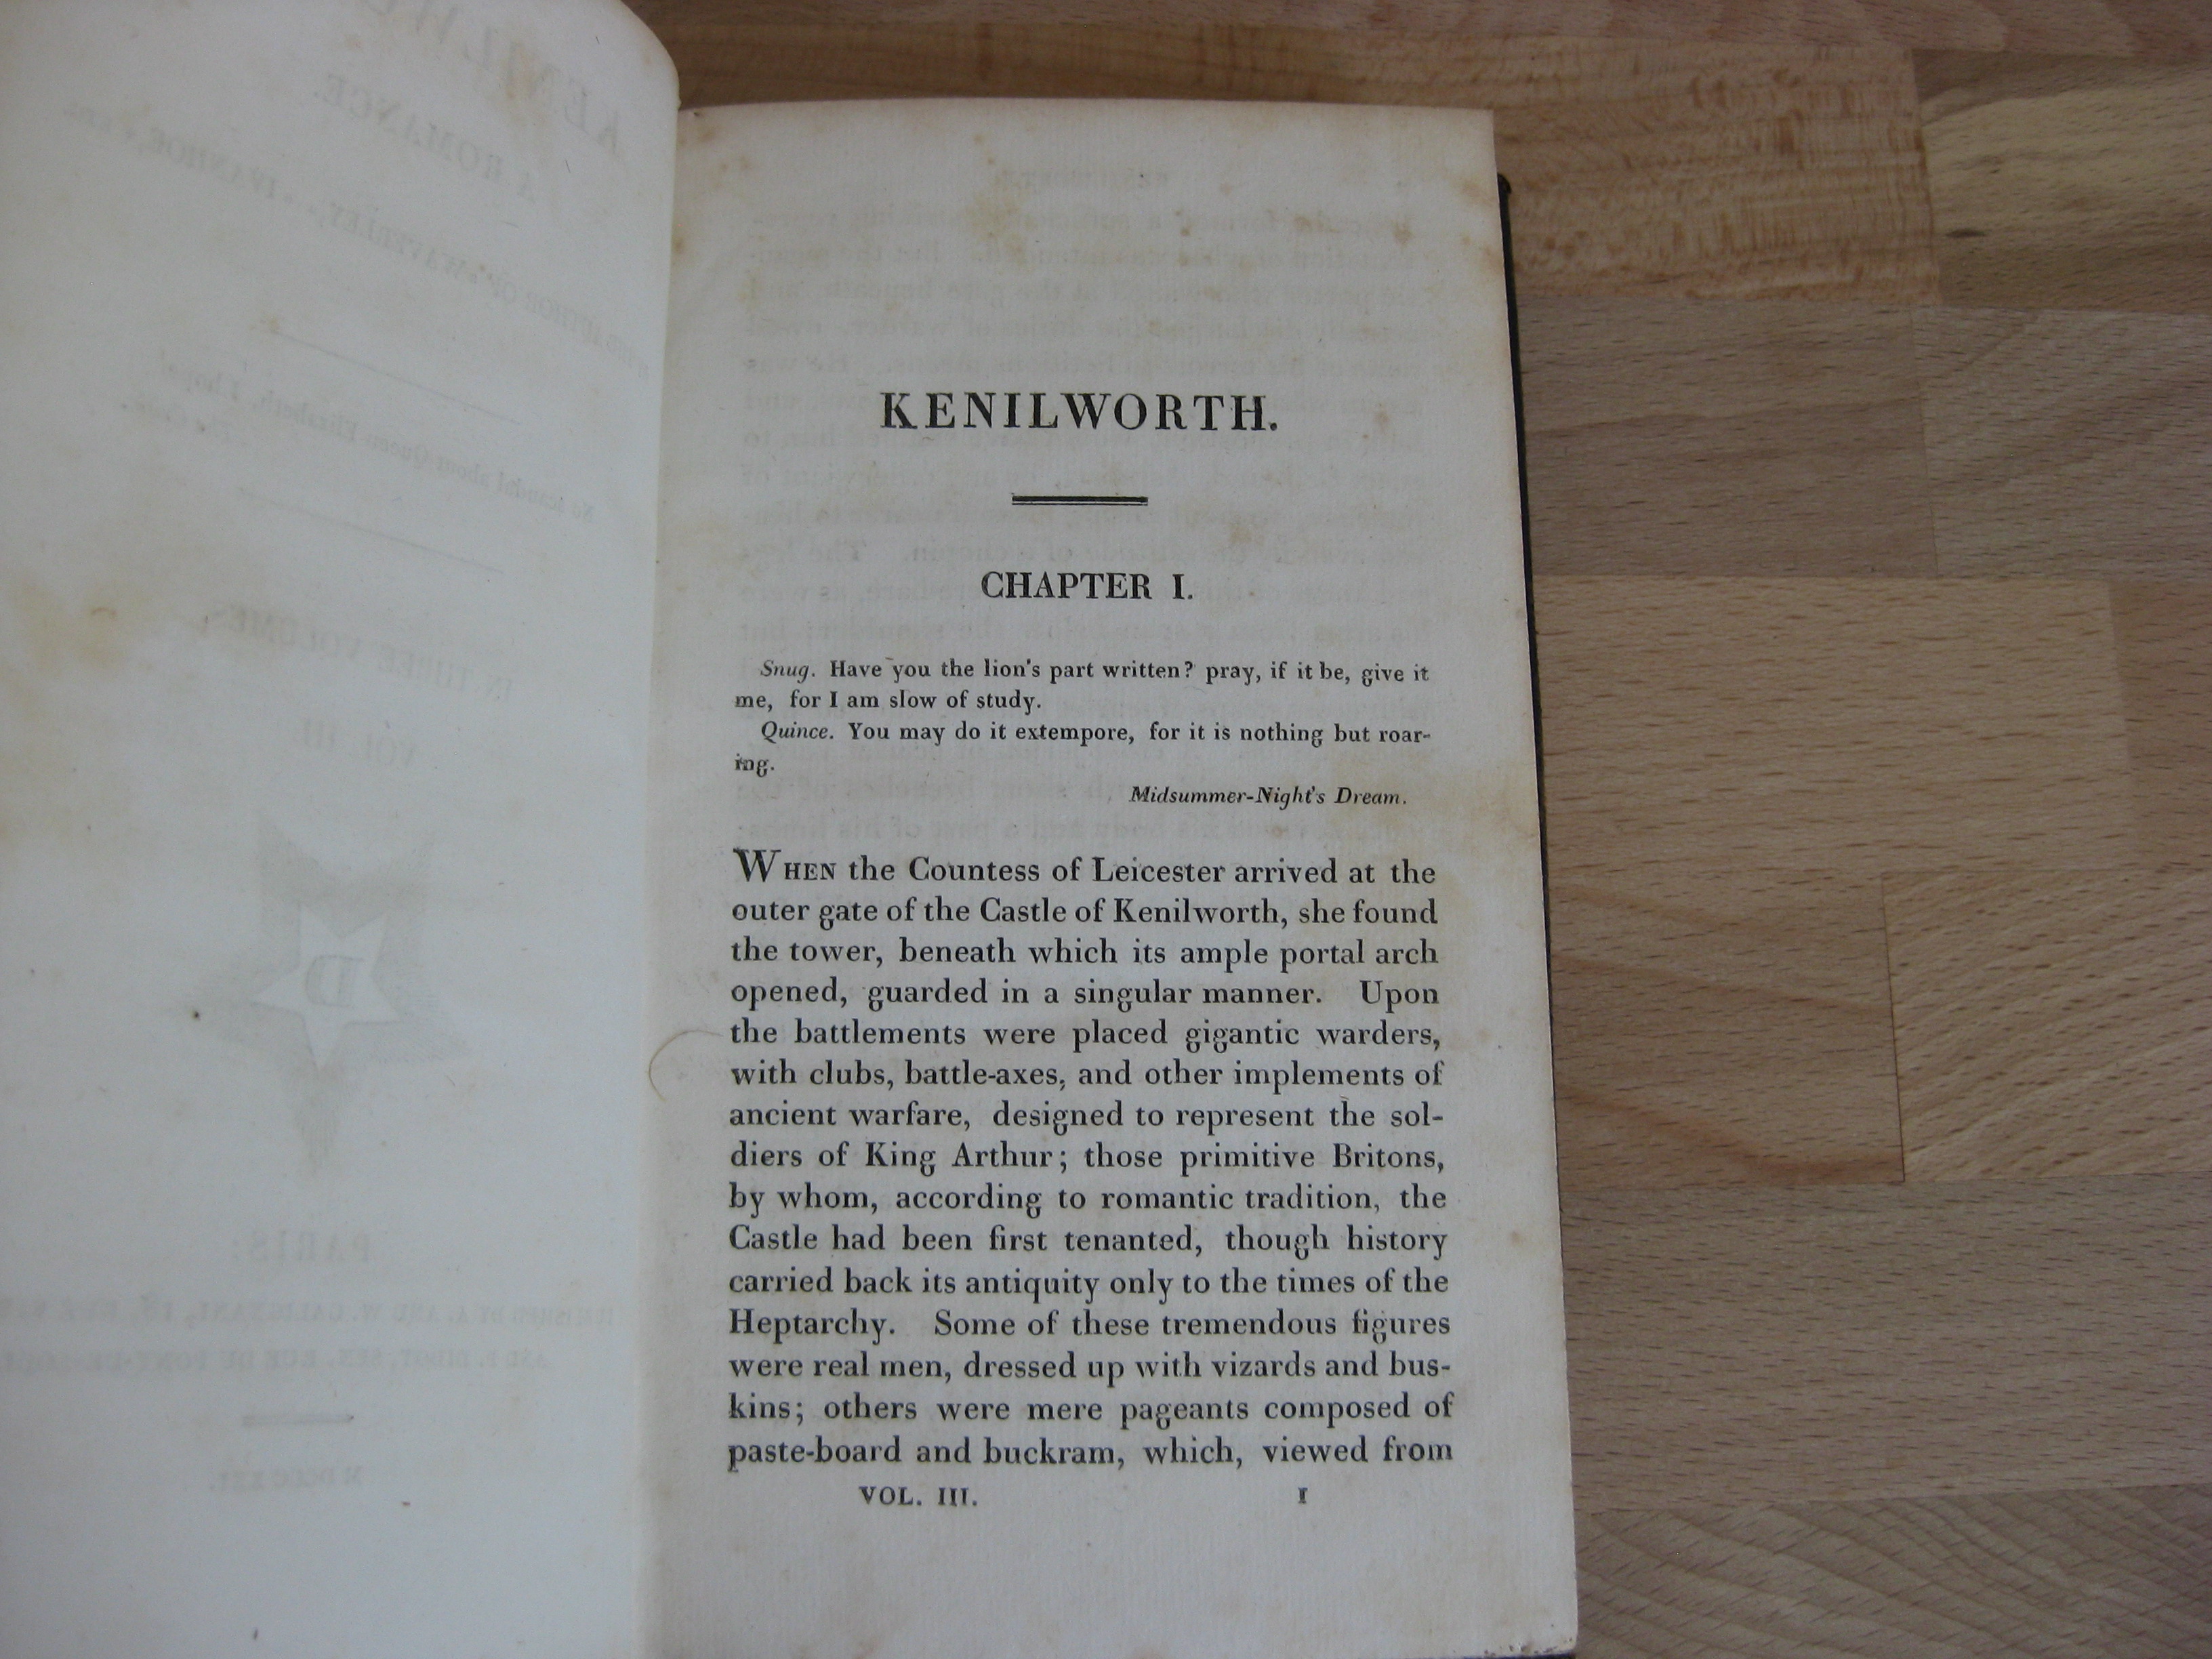 KENILWORTH.
CHAPTER I.
Snug. Have you the lion's part written? pray, if it be, give it
me, for I am slow of study.
Quince. You may do it extempore, for it is nothing but roar-
ing.
Midsummer-Night's Dream.
WHEN the Countess of Leicester arrived at the
outer gate of the Castle of Kenilworth, she found
the tower, beneath which its ample portal arch
opened, guarded in a singular manner. Upon
the battlements were placed gigantic warders,
with clubs, battle-axes, and other implements of
ancient warfare, designed to represent the sol-
diers of King Arthur; those primitive Britons,
by whom, according to romantic tradition, the
Castle had been first tenanted, though history
carried back its antiquity only to the times of the
Heptarchy. Some of these tremendous figures
were real men, dressed up with vizards and bus-
kins; others were mere pageants composed of
paste-board and buckram, which, viewed from
VOL. III. 1